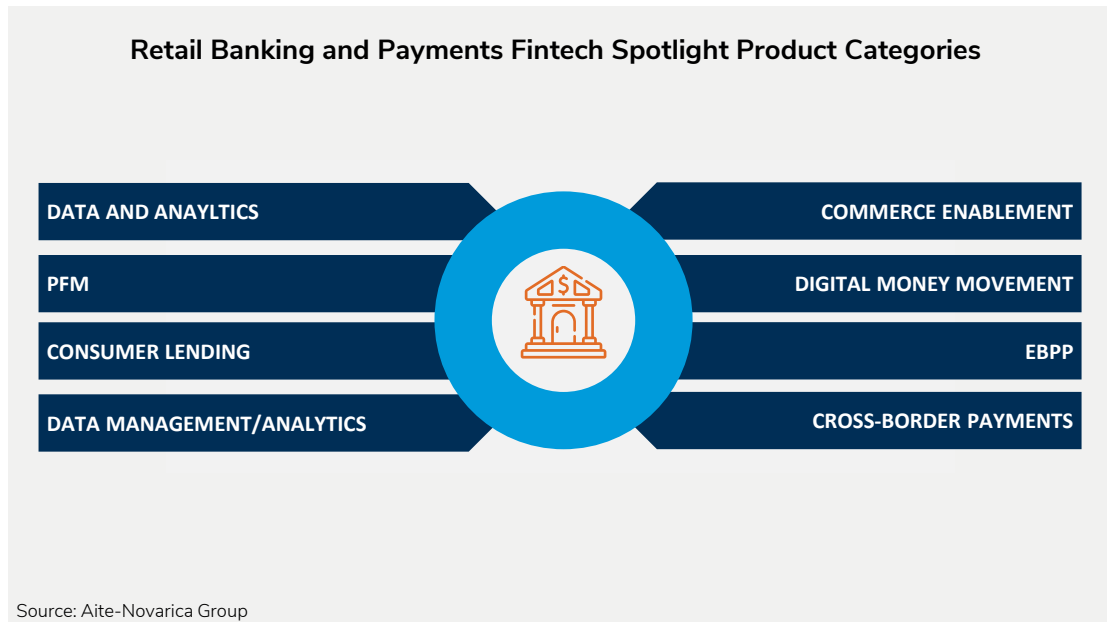 Retail Banking and Payments Fintech Spotlight Product Categories
DATA AND ANAYLTICS
PFM
CONSUMER LENDING
DATA MANAGEMENT/ANALYTICS
$
COMMERCE ENABLEMENT
DIGITAL MONEY MOVEMENT
EBPP
CROSS-BORDER PAYMENTS
Source: Aite-Novarica Group